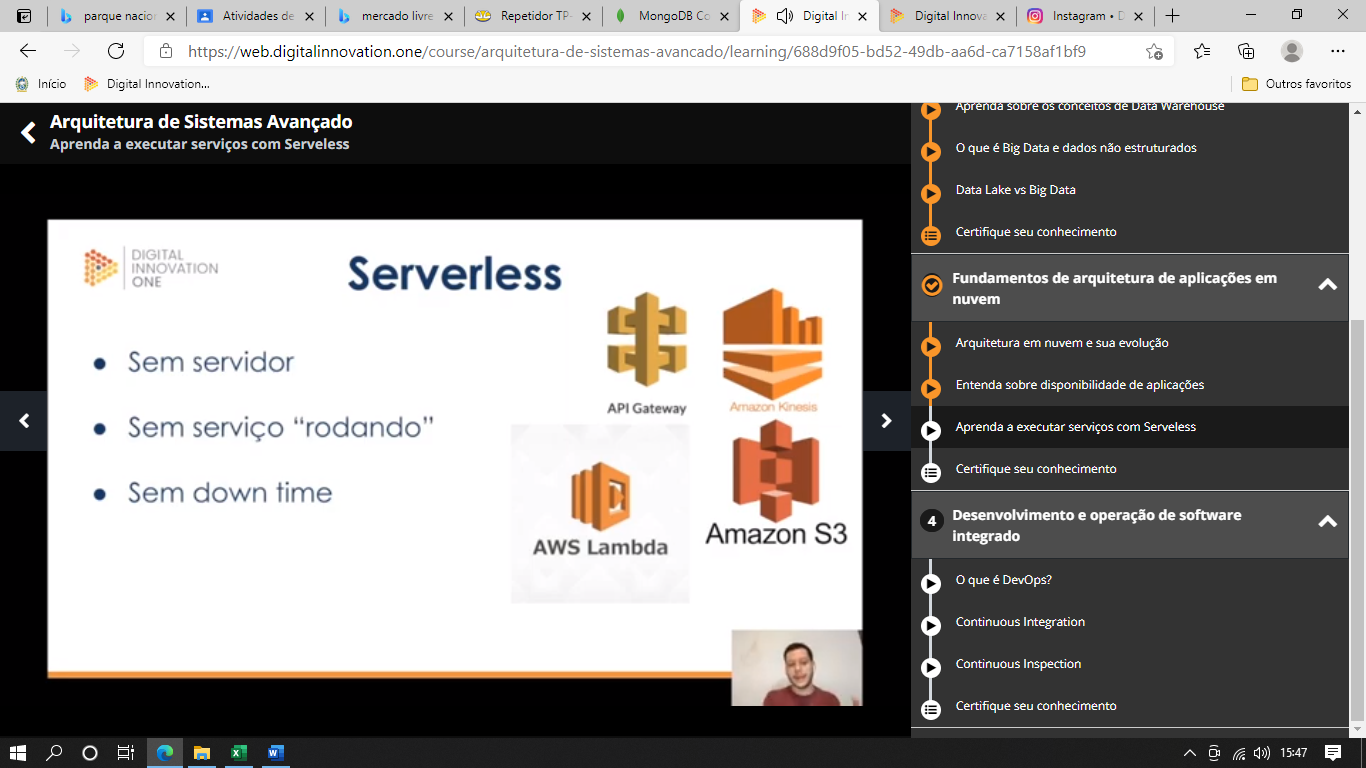 parque nacio
Atividades de
mercado livre
Repetidor TP-
MongoDB Co
Digital In
Digital Innova
Instagram • D
https://web.digitalinnovation.one/course/arquitetura-de-sistemas-avancado/learning/688d9f05-bd52-49db-aa6d-ca7158af1bf9
Início
Digital Innovation...
Outros favoritos
Arquitetura de Sistemas Avançado
Aprenda a executar serviços com Serveless
DIGITAL
INNOVATION
ONE
Serverless
• Sem servidor
• Sem serviço “rodando”
• Sem down time
API Gateway
Amazon Kinesis
AWS Lambda
Amazon S3
Aprenda sobre os conceitos de Data Warehouse
O que é Big Data e dados não estruturados
Data Lake vs Big Data
Certifique seu conhecimento
Fundamentos de arquitetura de aplicações em
nuvem
Arquitetura em nuvem e sua evolução
Entenda sobre disponibilidade de aplicações
Aprenda a executar serviços com Serveless
Certifique seu conhecimento
4
Desenvolvimento e operação de software
integrado
O que é DevOps?
Continuous Integration
Continuous Inspection
Certifique seu conhecimento
15:47